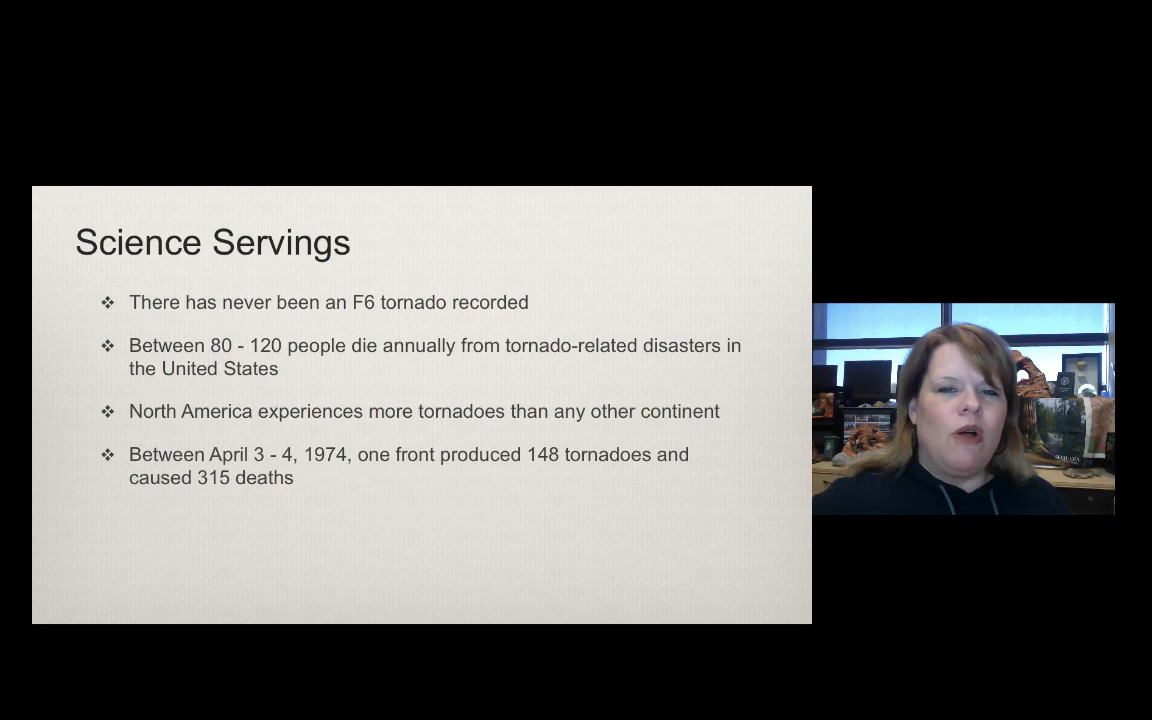 Science Servings
❖ There has never been an F6 tornado recorded
❖ Between 80 - 120 people die annually from tornado-related disasters in
the United States
❖ North America experiences more tornadoes than any other continent
❖ Between April 3 - 4, 1974, one front produced 148 tornadoes and
caused 315 deaths
SEQUOIA